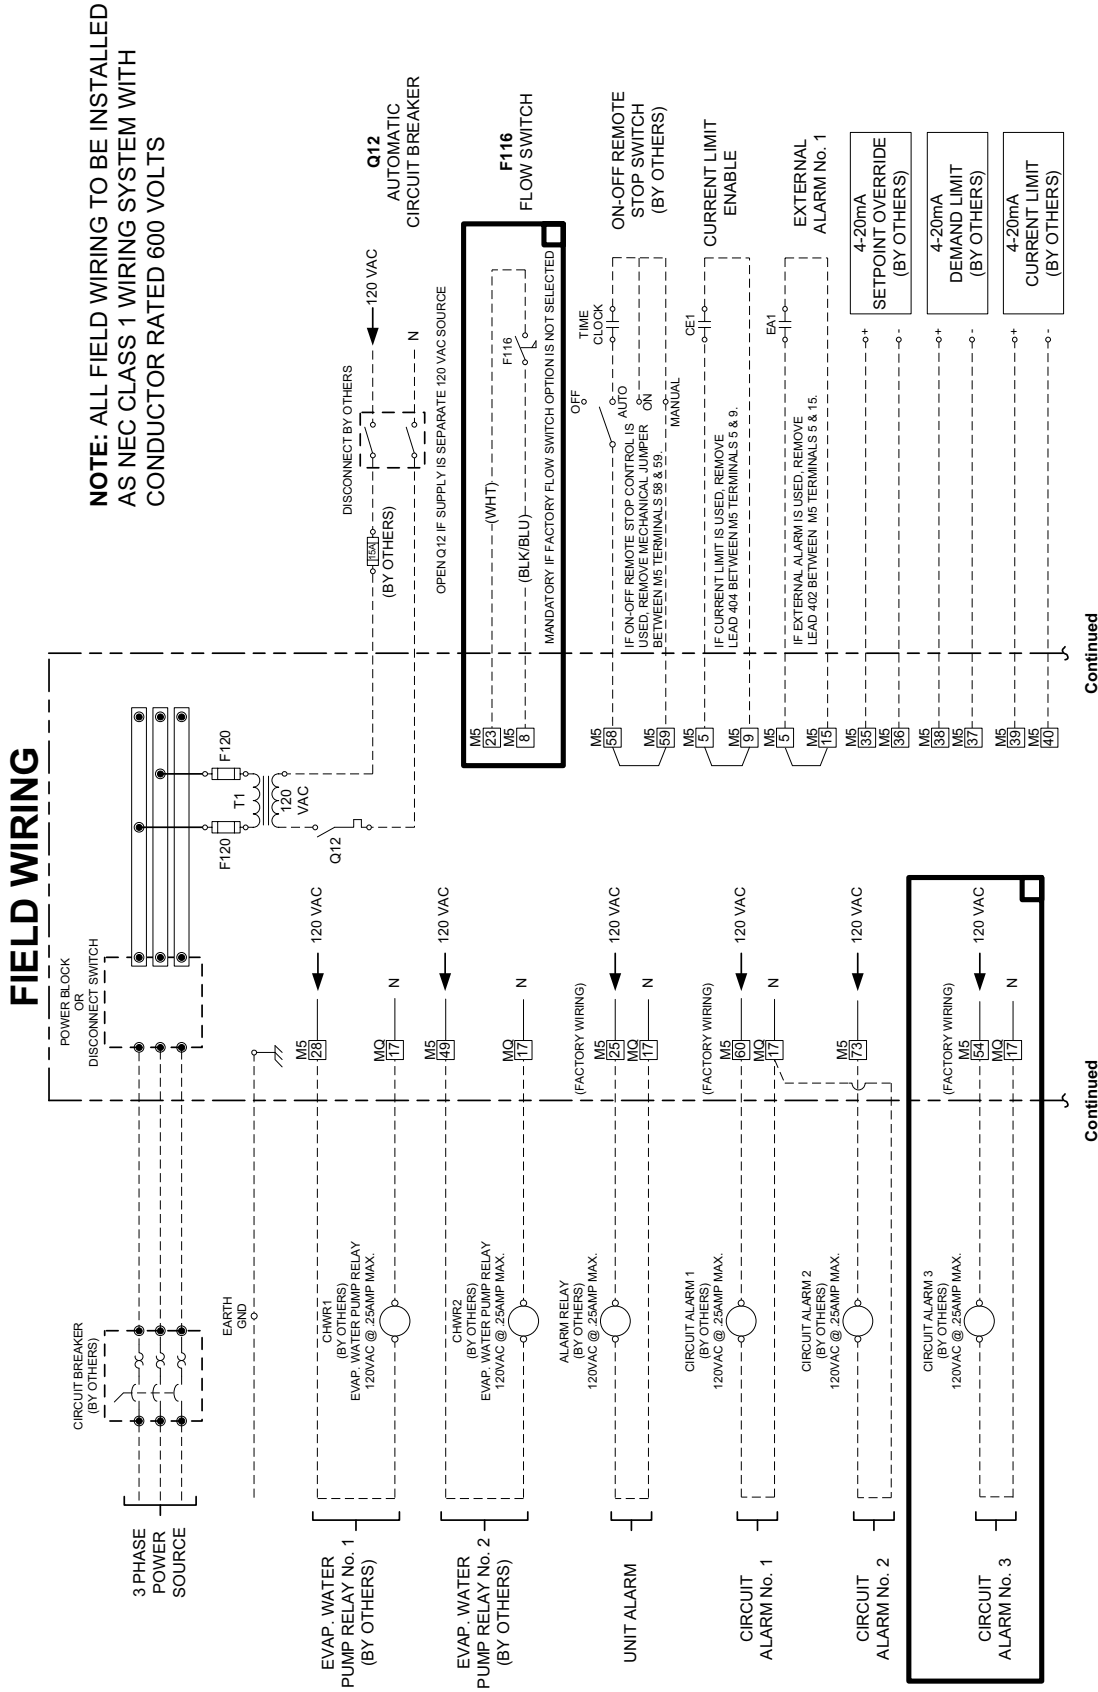 FIELD WIRING
NOTE: ALL FIELD WIRING TO BE INSTALLED
AS NEC CLASS 1 WIRING SYSTEM WITH
CONDUCTOR RATED 600 VOLTS
3 PHASE
POWER
SOURCE
CIRCUIT BREAKER
(BY OTHERS)
POWER BLOCK
OR
DISCONNECT SWITCH
EARTH
GND
F120
F120
T1
120
VAC
Q12
DISCONNECT BY OTHERS
15A
(BY OTHERS)
120 VAC
N
Q12
AUTOMATIC
CIRCUIT BREAKER
OPEN Q12 IF SUPPLY IS SEPARATE 120 VAC SOURCE
EVAP. WATER
PUMP RELAY No. 1
(BY OTHERS)
CHWR1
(BY OTHERS)
EVAP. WATER PUMP RELAY
120VAC @ .25AMP MAX.
M5
28
120 VAC
MQ
17
N
EVAP. WATER
PUMP RELAY No. 2
(BY OTHERS)
CHWR2
(BY OTHERS)
EVAP. WATER PUMP RELAY
120VAC @ .25AMP MAX.
M5
49
120 VAC
MQ
17
N
UNIT ALARM
ALARM RELAY
(BY OTHERS)
120VAC @ .25AMP MAX.
(FACTORY WIRING)
M5
25
120 VAC
MQ
17
N
CIRCUIT
ALARM No. 1
CIRCUIT ALARM 1
(BY OTHERS)
120VAC @ .25AMP MAX.
(FACTORY WIRING)
M5
60
120 VAC
MQ
17
N
CIRCUIT
ALARM No. 2
CIRCUIT ALARM 2
(BY OTHERS)
120VAC @ .25AMP MAX.
M5
73
120 VAC
CIRCUIT
ALARM No. 3
CIRCUIT ALARM 3
(BY OTHERS)
120VAC @ .25AMP MAX.
(FACTORY WIRING)
M5
54
120 VAC
MQ
17
N
M5
23
(WHT)
M5
8
(BLK/BLU)
F116
F116
FLOW SWITCH
MANDATORY IF FACTORY FLOW SWITCH OPTION IS NOT SELECTED
M5
58
M5
59
OFF
AUTO
ON
MANUAL
TIME
CLOCK
IF ON-OFF REMOTE STOP CONTROL IS
USED, REMOVE MECHANICAL JUMPER
BETWEEN M5 TERMINALS 58 & 59.
ON-OFF REMOTE
STOP SWITCH
(BY OTHERS)
M5
5
M5
9
CE1
IF CURRENT LIMIT IS USED, REMOVE
LEAD 404 BETWEEN M5 TERMINALS 5 & 9.
CURRENT LIMIT
ENABLE
M5
5
M5
15
EA1
IF EXTERNAL ALARM IS USED, REMOVE
LEAD 402 BETWEEN M5 TERMINALS 5 & 15.
EXTERNAL
ALARM No. 1
M5
35
+
M5
36
-
4-20mA
SETPOINT OVERRIDE
(BY OTHERS)
M5
38
+
M5
37
-
4-20mA
DEMAND LIMIT
(BY OTHERS)
M5
39
+
M5
40
-
4-20mA
CURRENT LIMIT
(BY OTHERS)
Continued
Continued